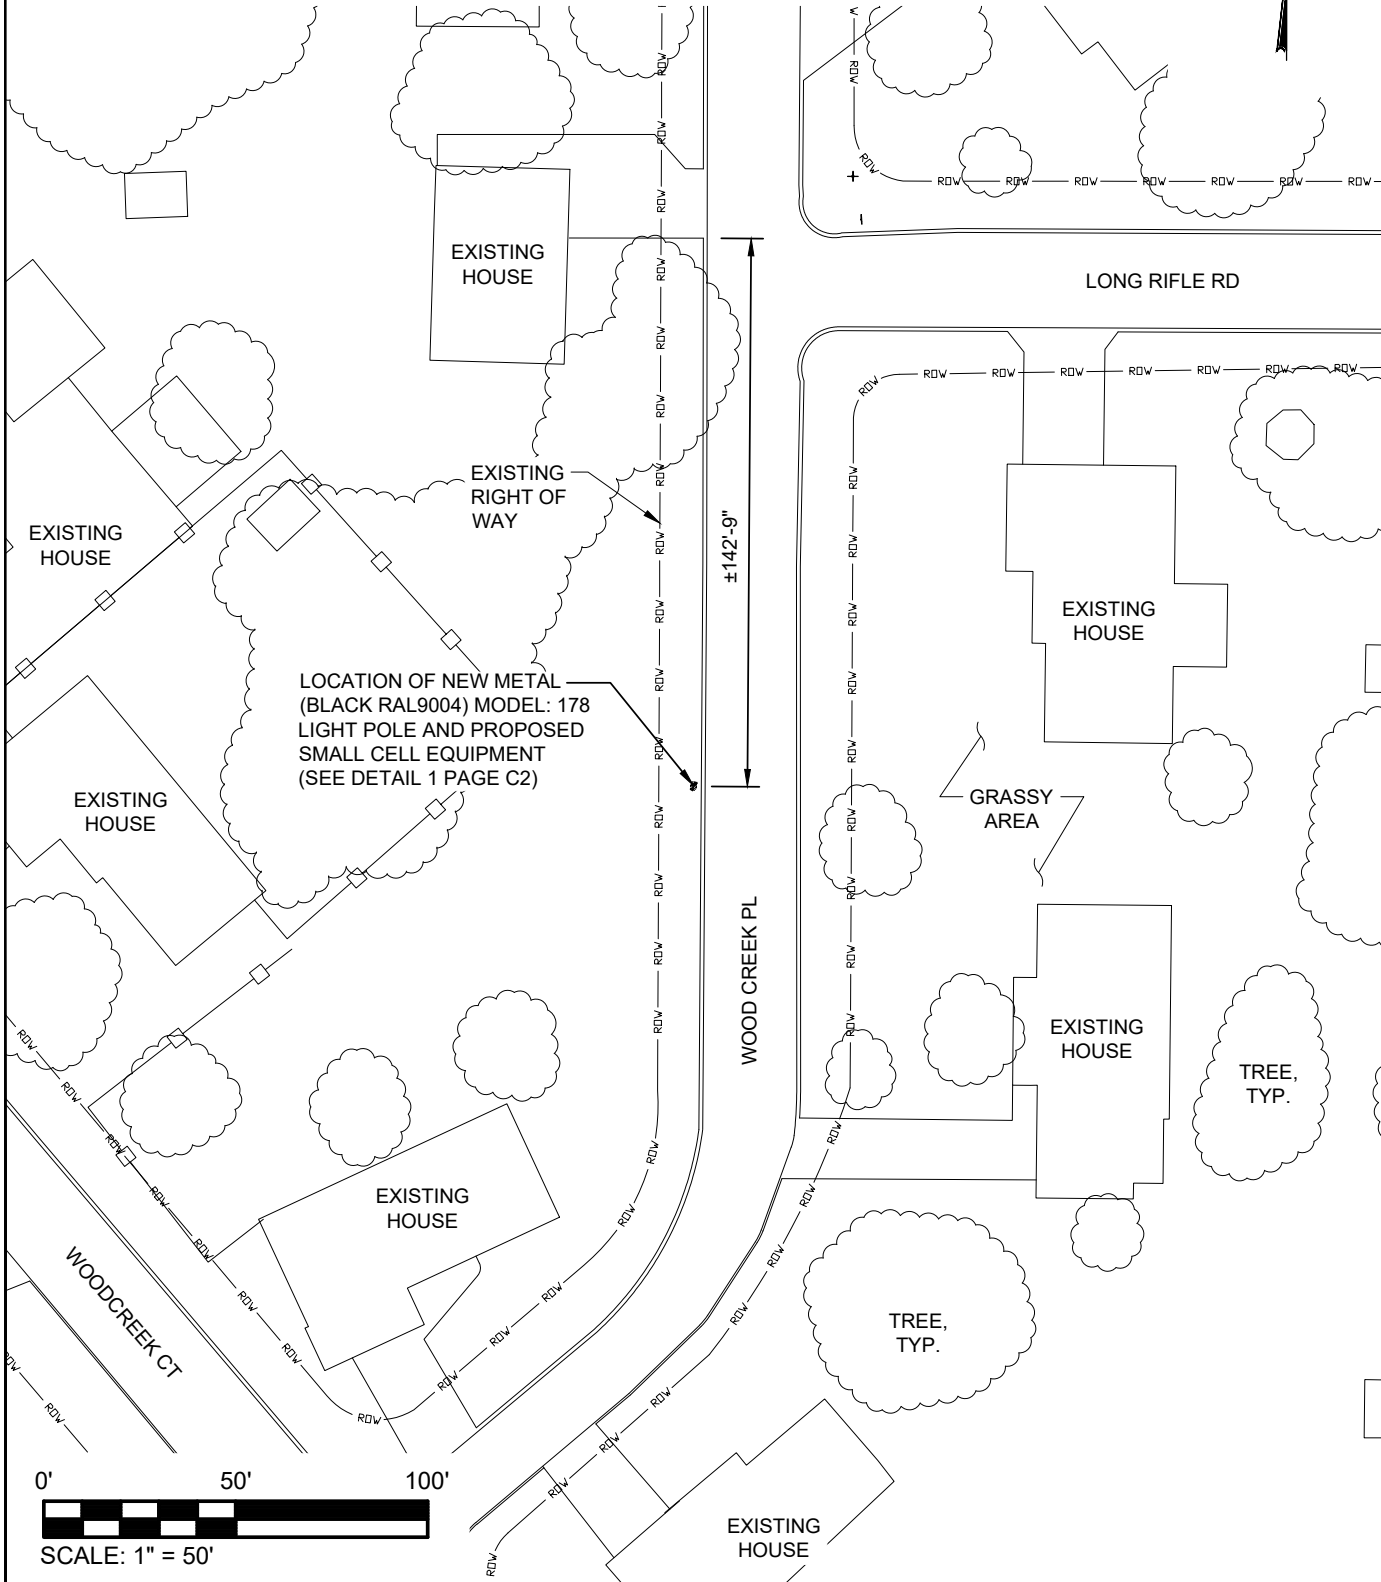 EXISTING
HOUSE
LONG RIFLE RD
EXISTING
RIGHT OF
WAY
±142'-9"
EXISTING
HOUSE
EXISTING
HOUSE
LOCATION OF NEW METAL
(BLACK RAL9004) MODEL: 178
LIGHT POLE AND PROPOSED
SMALL CELL EQUIPMENT
(SEE DETAIL 1 PAGE C2)
EXISTING
HOUSE
GRASSY
AREA
WOOD CREEK PL
EXISTING
HOUSE
TREE,
TYP.
EXISTING
HOUSE
WOODCREEK CT
TREE,
TYP.
EXISTING
HOUSE
ROW
0' 50' 100'
SCALE: 1" = 50'